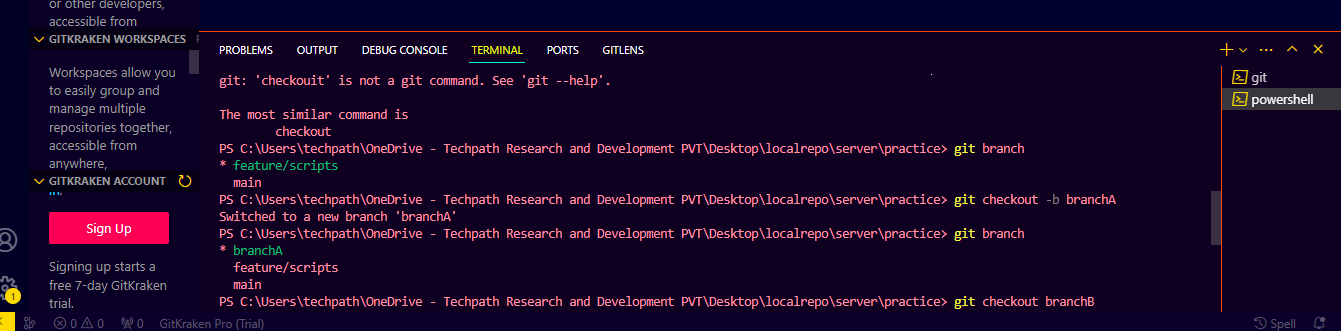 or other developers,
accessible from
GITKRAKEN WORKSPACES
Workspaces allow you
to easily group and
manage multiple
repositories together,
accessible from
anywhere,
GITKRAKEN ACCOUNT
Sign Up
Signing up starts a
free 7-day GitKraken
trial.
1
PROBLEMS OUTPUT DEBUG CONSOLE TERMINAL PORTS GITLENS
git: 'checkouit' is not a git command. See 'git --help'.
The most similar command is
checkout
PS C:\Users\techpath\OneDrive - Techpath Research and Development PVT\Desktop\localrepo\server\practice> git branch
* feature/scripts
main
PS C:\Users\techpath\OneDrive - Techpath Research and Development PVT\Desktop\localrepo\server\practice> git checkout -b branchA
Switched to a new branch 'branchA'
PS C:\Users\techpath\OneDrive - Techpath Research and Development PVT\Desktop\localrepo\server\practice> git branch
* branchA
feature/scripts
main
PS C:\Users\techpath\OneDrive - Techpath Research and Development PVT\Desktop\localrepo\server\practice> git checkout branchB
git
powershell
0 0 0 GitKraken Pro (Trial)
Spell